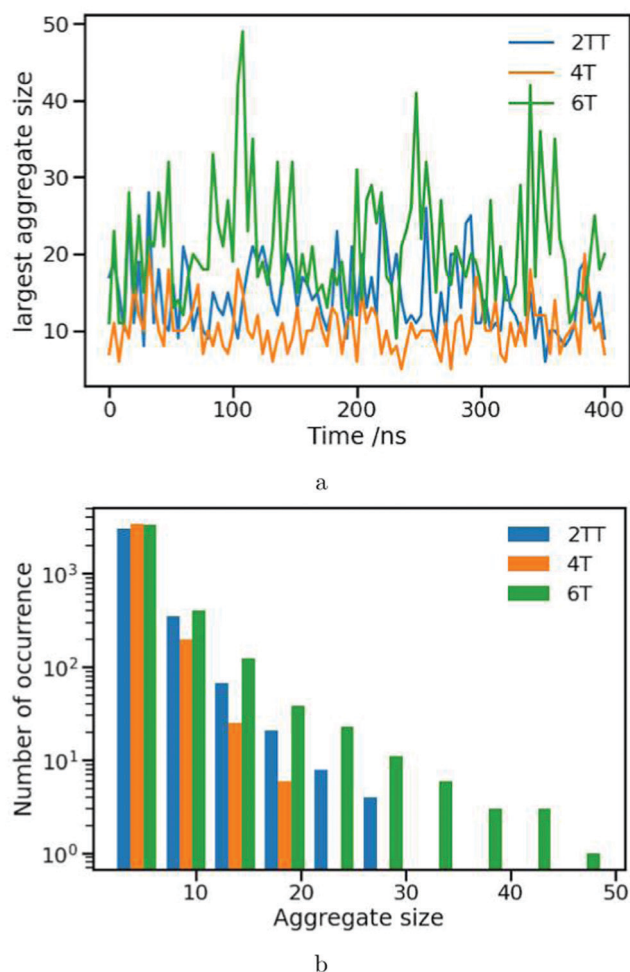 50
40
30
20
10
largest aggregate size
2TT
4T
6T
0
100
200
300
400
Time /ns
a
10³
10²
10¹
10⁰
Number of occurrence
2TT
4T
6T
10
20
30
40
50
Aggregate size
b